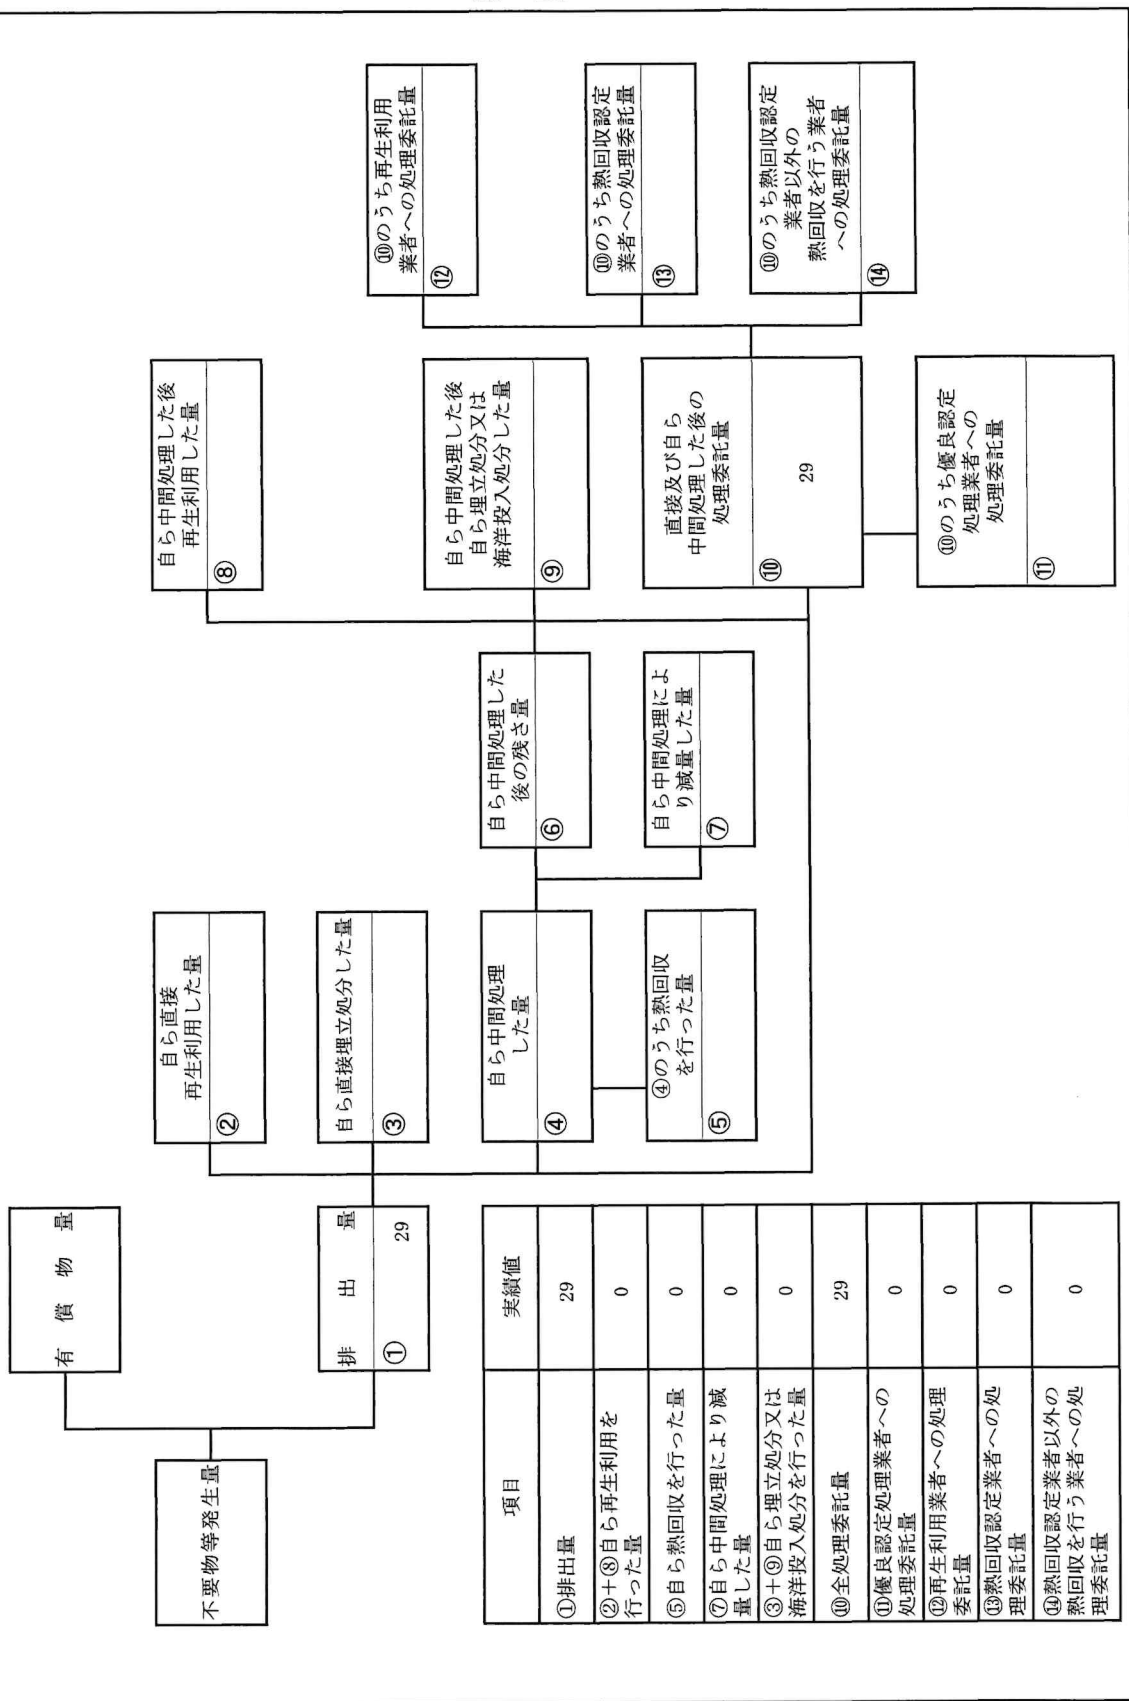 不要物等発生量
有償物量
排出量
① 29
自ら直接
再生利用した量
②
自ら直接埋立処分した量
③
自ら中間処理
した量
④
④のうち熱回収
を行った量
⑤
自ら中間処理した
後の残さ量
⑥
自ら中間処理によ
り減量した量
⑦
自ら中間処理した後
再生利用した量
⑧
自ら中間処理した後
自ら埋立処分又は
海洋投入処分した量
⑨
直接及び自ら
中間処理した後の
処理委託量
⑩ 29
⑩のうち優良認定
処理業者への
処理委託量
⑪
⑩のうち再生利用
業者への処理委託量
⑫
⑩のうち熱回収認定
業者への処理委託量
⑬
⑩のうち熱回収認定
業者以外の
熱回収を行う業者
への処理委託量
⑭
項目 実績値
①排出量 29
②+⑧自ら再生利用を
行った量 0
⑤自ら熱回収を行った量 0
⑦自ら中間処理により減
量した量 0
③+⑨自ら埋立処分又は
海洋投入処分を行った量 0
⑩全処理委託量 29
⑪優良認定処理業者への
処理委託量 0
⑫再生利用業者への処理
委託量 0
⑬熱回収認定業者への処
理委託量 0
⑭熱回収認定業者以外の
熱回収を行う業者への処
理委託量 0